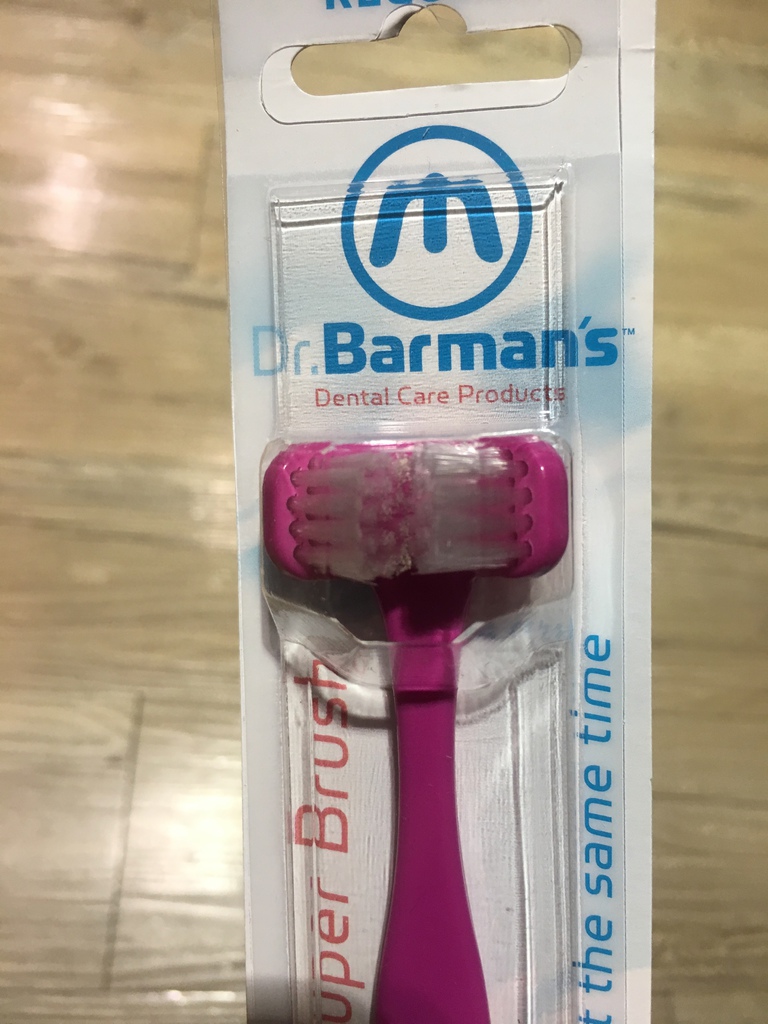 Dr.Barman's™
Dental Care Products
uper Brush
t the same time